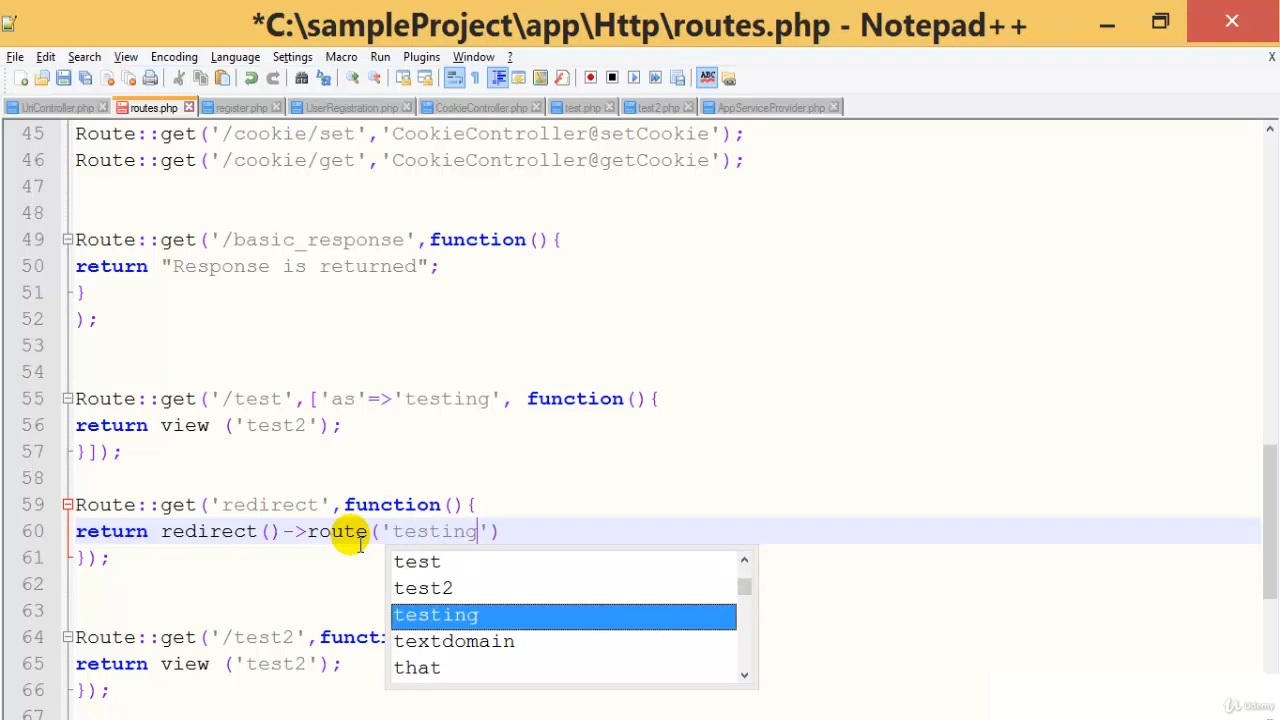 *C:\sampleProject\app\Http\routes.php - Notepad++
File Edit Search View Encoding Language Settings Macro Run Plugins Window ? X
UriController.php routes.php register.php UserRegistration.php CookieController.php test.php test2.php AppServiceProvider.php
45 Route::get('/cookie/set','CookieController@setCookie');
46 Route::get('/cookie/get','CookieController@getCookie');
47
48
49 Route::get('/basic_response',function(){
50 return "Response is returned";
51 }
52 );
53
54
55 Route::get('/test',['as'=>'testing', function(){
56 return view ('test2');
57 }]);
58
59 Route::get('redirect',function(){
60 return redirect()->route('testing')
61 });
test
62
test2
63
testing
64 Route::get('/test2',functi
textdomain
65 return view ('test2');
that
66 });
67
Udemy